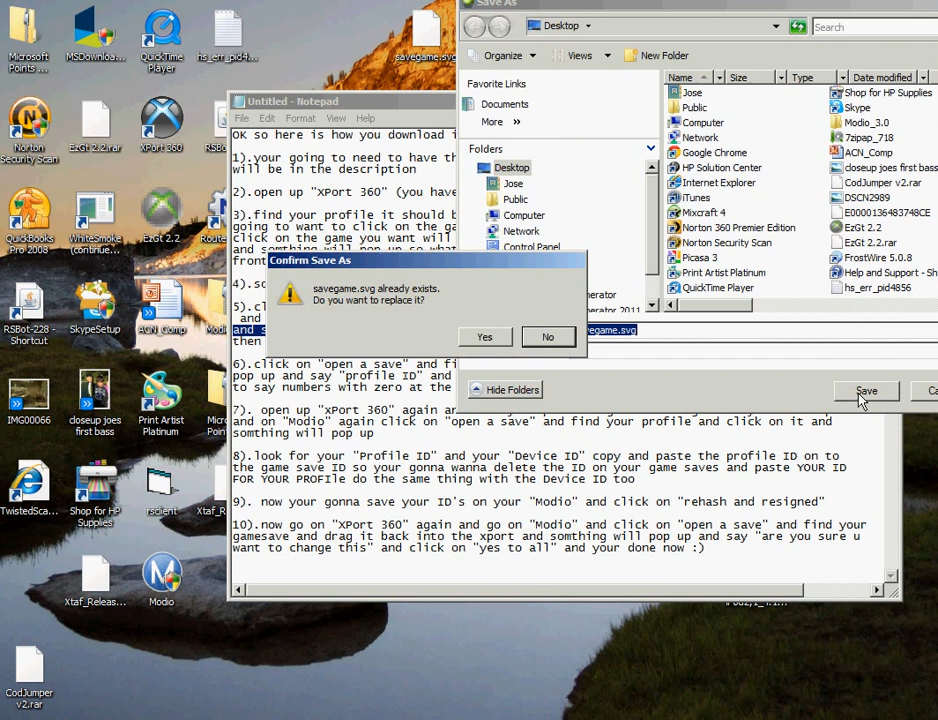 Save As
Desktop
Search
Organize
Views
New Folder
Favorite Links
Documents
More »
Folders
Desktop
Jose
Public
Computer
Network
Control Panel
Name
Size
Type
Date modified
Jose
Public
Computer
Network
Google Chrome
HP Solution Center
Internet Explorer
iTunes
Mixcraft 4
Norton 360 Premier Edition
Norton Security Scan
Picasa 3
Print Artist Platinum
QuickTime Player
Shop for HP Supplies
Skype
Modio_3.0
7zipap_718
ACN_Comp
closeup joes first bass
CodJumper v2.rar
DSCN2989
E0000136483748CE
EzGt 2.2
EzGt 2.2.rar
FrostWire 5.0.8
Help and Support - S
hs_err_pid4856
Hide Folders
Save
Ca
Confirm Save As
savegame.svg already exists.
Do you want to replace it?
Yes
No
Untitled - Notepad
File Edit Format View Help
OK so here is how you download i
1).your going to need to have th
will be in the description
2).open up "XPort 360" (you have
3).find your profile it should b
going to want to click on the ga
click on the game you want will
and somthing will pop up so what
front
4).sc
5).cl
and
and s
then
6).click on "open a save" and fi
pop up and say "profile ID" and
to say numbers with zero at the
7). open up "XPort 360" again an
and on "Modio" again click on "open a save" and find your profile and click on it and
somthing will pop up
8).look for your "Profile ID" and your "Device ID" copy and paste the profile ID on to
the game save ID so your gonna wanna delete the ID on your game saves and paste YOUR ID
FOR YOUR PROFIle do the same thing with the Device ID too
9). now your gonna save your ID's on your "Modio" and click on "rehash and resigned"
10).now go on "XPort 360" again and go on "Modio" and click on "open a save" and find your
gamesave and drag it back into the xport and somthing will pop up and say "are you sure u
want to change this" and click on "yes to all" and your done now :)
Microsoft
Points ...
MSDownloa...
QuickTime
Player
hs_err_pid4...
savegame.svg
Norton
Security Scan
EzGt 2.2.rar
XPort 360
RSBo
QuickBooks
Pro 2008
WhiteSmoke
(continue...
EzGt 2.2
Route
RSBot-228 -
Shortcut
SkypeSetup
ACN_Comp
Modi
IMG00066
closeup joes
first bass
Print Artist
Platinum
Micro
TwistedSca...
Shop for HP
Supplies
rsclient
Xtaf_R
Xtaf_Releas...
Modio
CodJumper
v2.rar